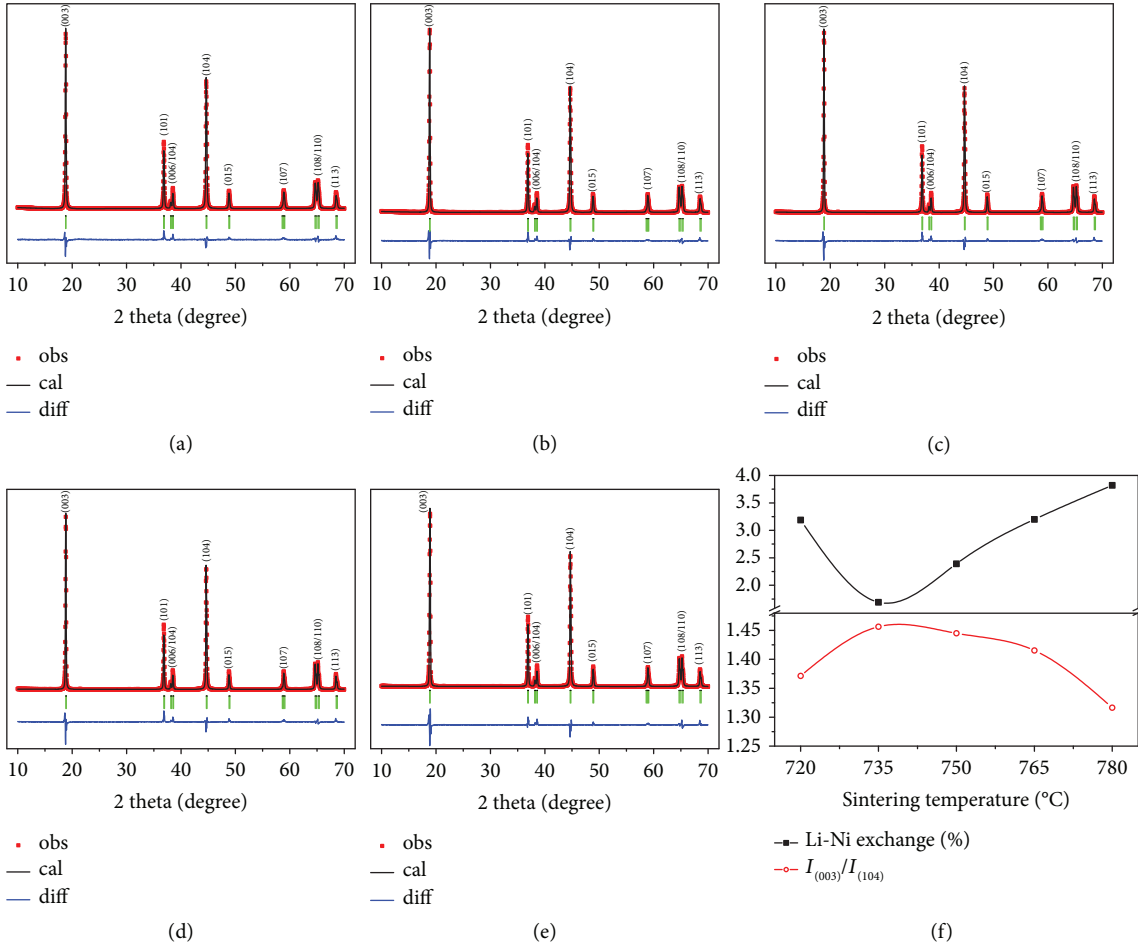 (003)
(101)
(006/104)
(104)
(015)
(107)
(108/110)
(113)
10 20 30 40 50 60 70
2 theta (degree)
obs
cal
diff
(a)
(003)
(101)
(006/104)
(104)
(015)
(107)
(108/110)
(113)
10 20 30 40 50 60 70
2 theta (degree)
obs
cal
diff
(b)
(003)
(101)
(006/104)
(104)
(015)
(107)
(108/110)
(113)
10 20 30 40 50 60 70
2 theta (degree)
obs
cal
diff
(c)
(003)
(101)
(006/104)
(104)
(015)
(107)
(108/110)
(113)
10 20 30 40 50 60 70
2 theta (degree)
obs
cal
diff
(d)
(003)
(101)
(006/104)
(104)
(015)
(107)
(108/110)
(113)
10 20 30 40 50 60 70
2 theta (degree)
obs
cal
diff
(e)
4.0
3.0
2.5
2.0
1.45
1.40
1.35
1.30
1.25
720 735 750 765 780
Sintering temperature (°C)
Li-Ni exchange (%)
I(003)/I(104)
(f)